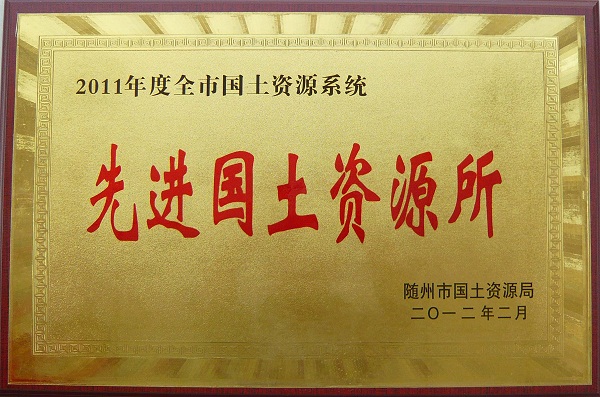 2011年度全市国土资源系统
先进国土资源所
随州市国土资源局
二〇一二年二月